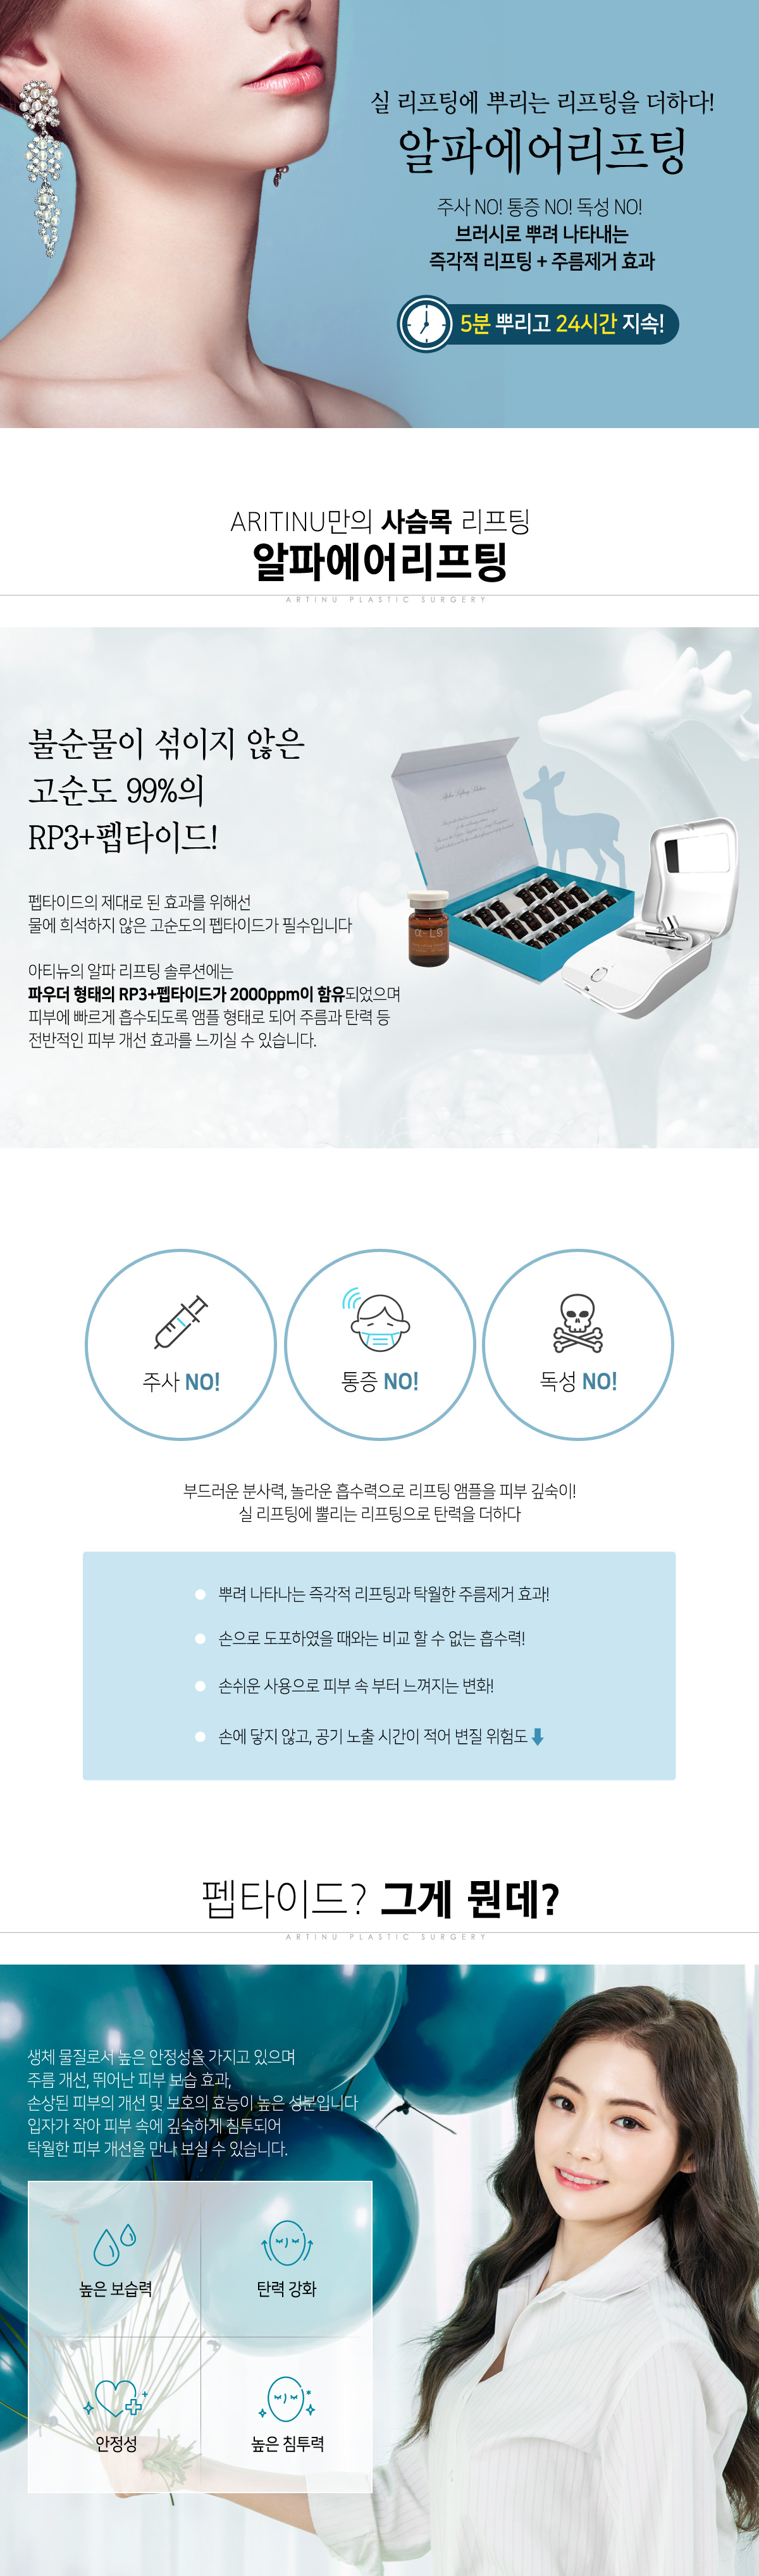 실 리프팅에 뿌리는 리프팅을 더하다!
알파에어리프팅
주사 NO! 통증 NO! 독성 NO!
브러시로 뿌려 나타내는
즉각적 리프팅 + 주름제거 효과
5분 뿌리고 24시간 지속!
ARITINU만의 사슴목 리프팅
알파에어리프팅
ARTINU PLASTIC SURGERY
불순물이 섞이지 않은
고순도 99%의
RP3+펩타이드!
펩타이드의 제대로 된 효과를 위해선
물에 희석하지 않은 고순도의 펩타이드가 필수입니다
아티뉴의 알파 리프팅 솔루션에는
파우더 형태의 RP3+펩타이드가 2000ppm이 함유되었으며
피부에 빠르게 흡수되도록 앰플 형태로 되어 주름과 탄력 등
전반적인 피부 개선 효과를 느끼실 수 있습니다.
α-LS
주사 NO!
통증 NO!
독성 NO!
부드러운 분사력, 놀라운 흡수력으로 리프팅 앰플을 피부 깊숙이!
실 리프팅에 뿔리는 리프팅으로 탄력을 더하다
뿌려 나타나는 즉각적 리프팅과 탁월한 주름제거 효과!
손으로 도포하였을 때와는 비교 할 수 없는 흡수력!
손쉬운 사용으로 피부 속 부터 느껴지는 변화!
손에 닿지 않고, 공기 노출 시간이 적어 변질 위험도
펩타이드? 그게 뭔데?
ARTINU PLASTIC SURGERY
생체 물질로서 높은 안정성을 가지고 있으며
주름 개선, 뛰어난 피부 보습 효과,
손상된 피부의 개선 및 보호의 효능이 높은 성분입니다
입자가 작아 피부 속에 깊숙하게 침투되어
탁월한 피부 개선을 만나 보실 수 있습니다.
높은 보습력
탄력 강화
안정성
높은 침투력